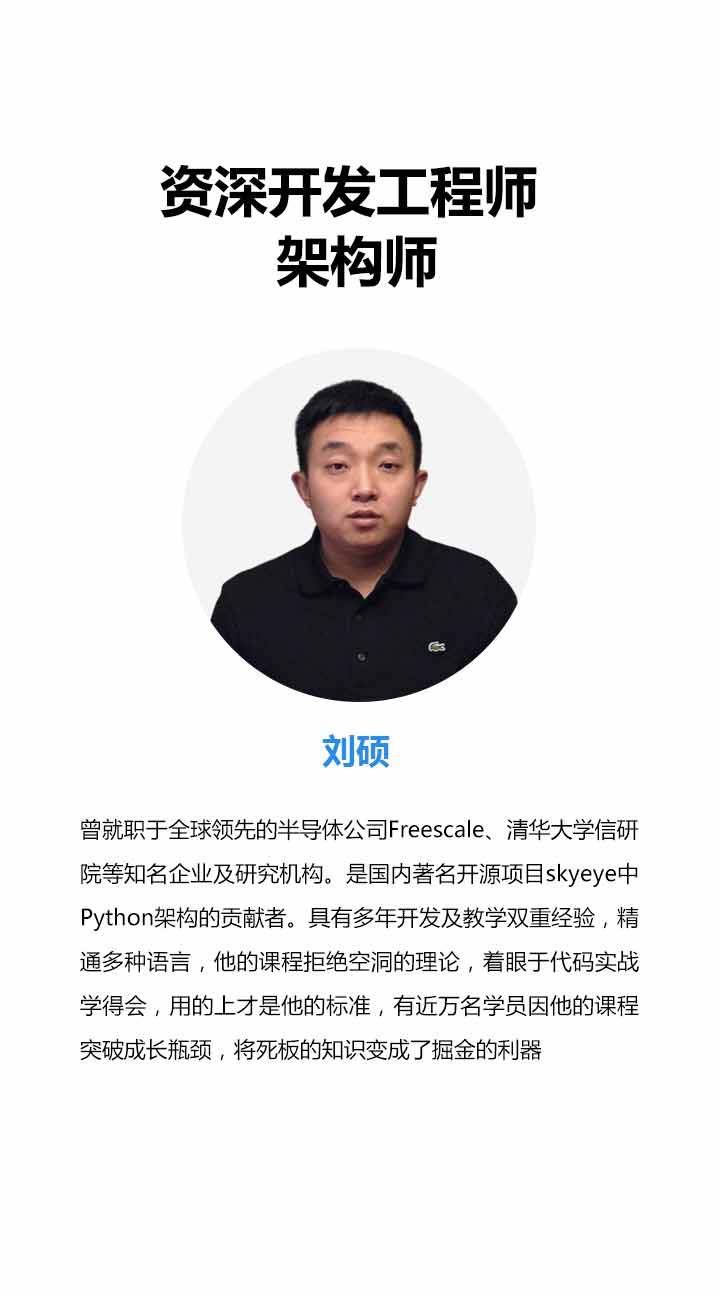 资深开发工程师
架构师
刘硕
曾就职于全球领先的半导体公司Freescale、清华大学信研
院等知名企业及研究机构。是国内著名开源项目skyeye中
Python架构的贡献者。具有多年开发及教学双重经验，精
通多种语言，他的课程拒绝空洞的理论，着眼于代码实战
学得会，用的上才是他的标准，有近万名学员因他的课程
突破成长瓶颈，将死板的知识变成了掘金的利器